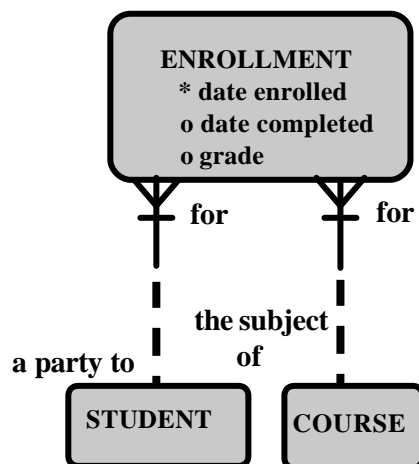 ENROLLMENT
* date enrolled
o date completed
o grade
for
for
the subject
of
a party to
STUDENT
COURSE